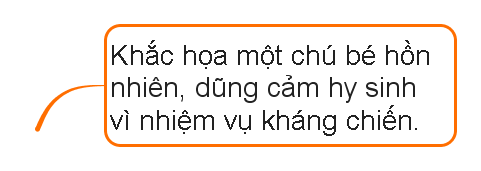 Khắc họa một chú bé hồn
nhiên, dũng cảm hy sinh
vì nhiệm vụ kháng chiến.